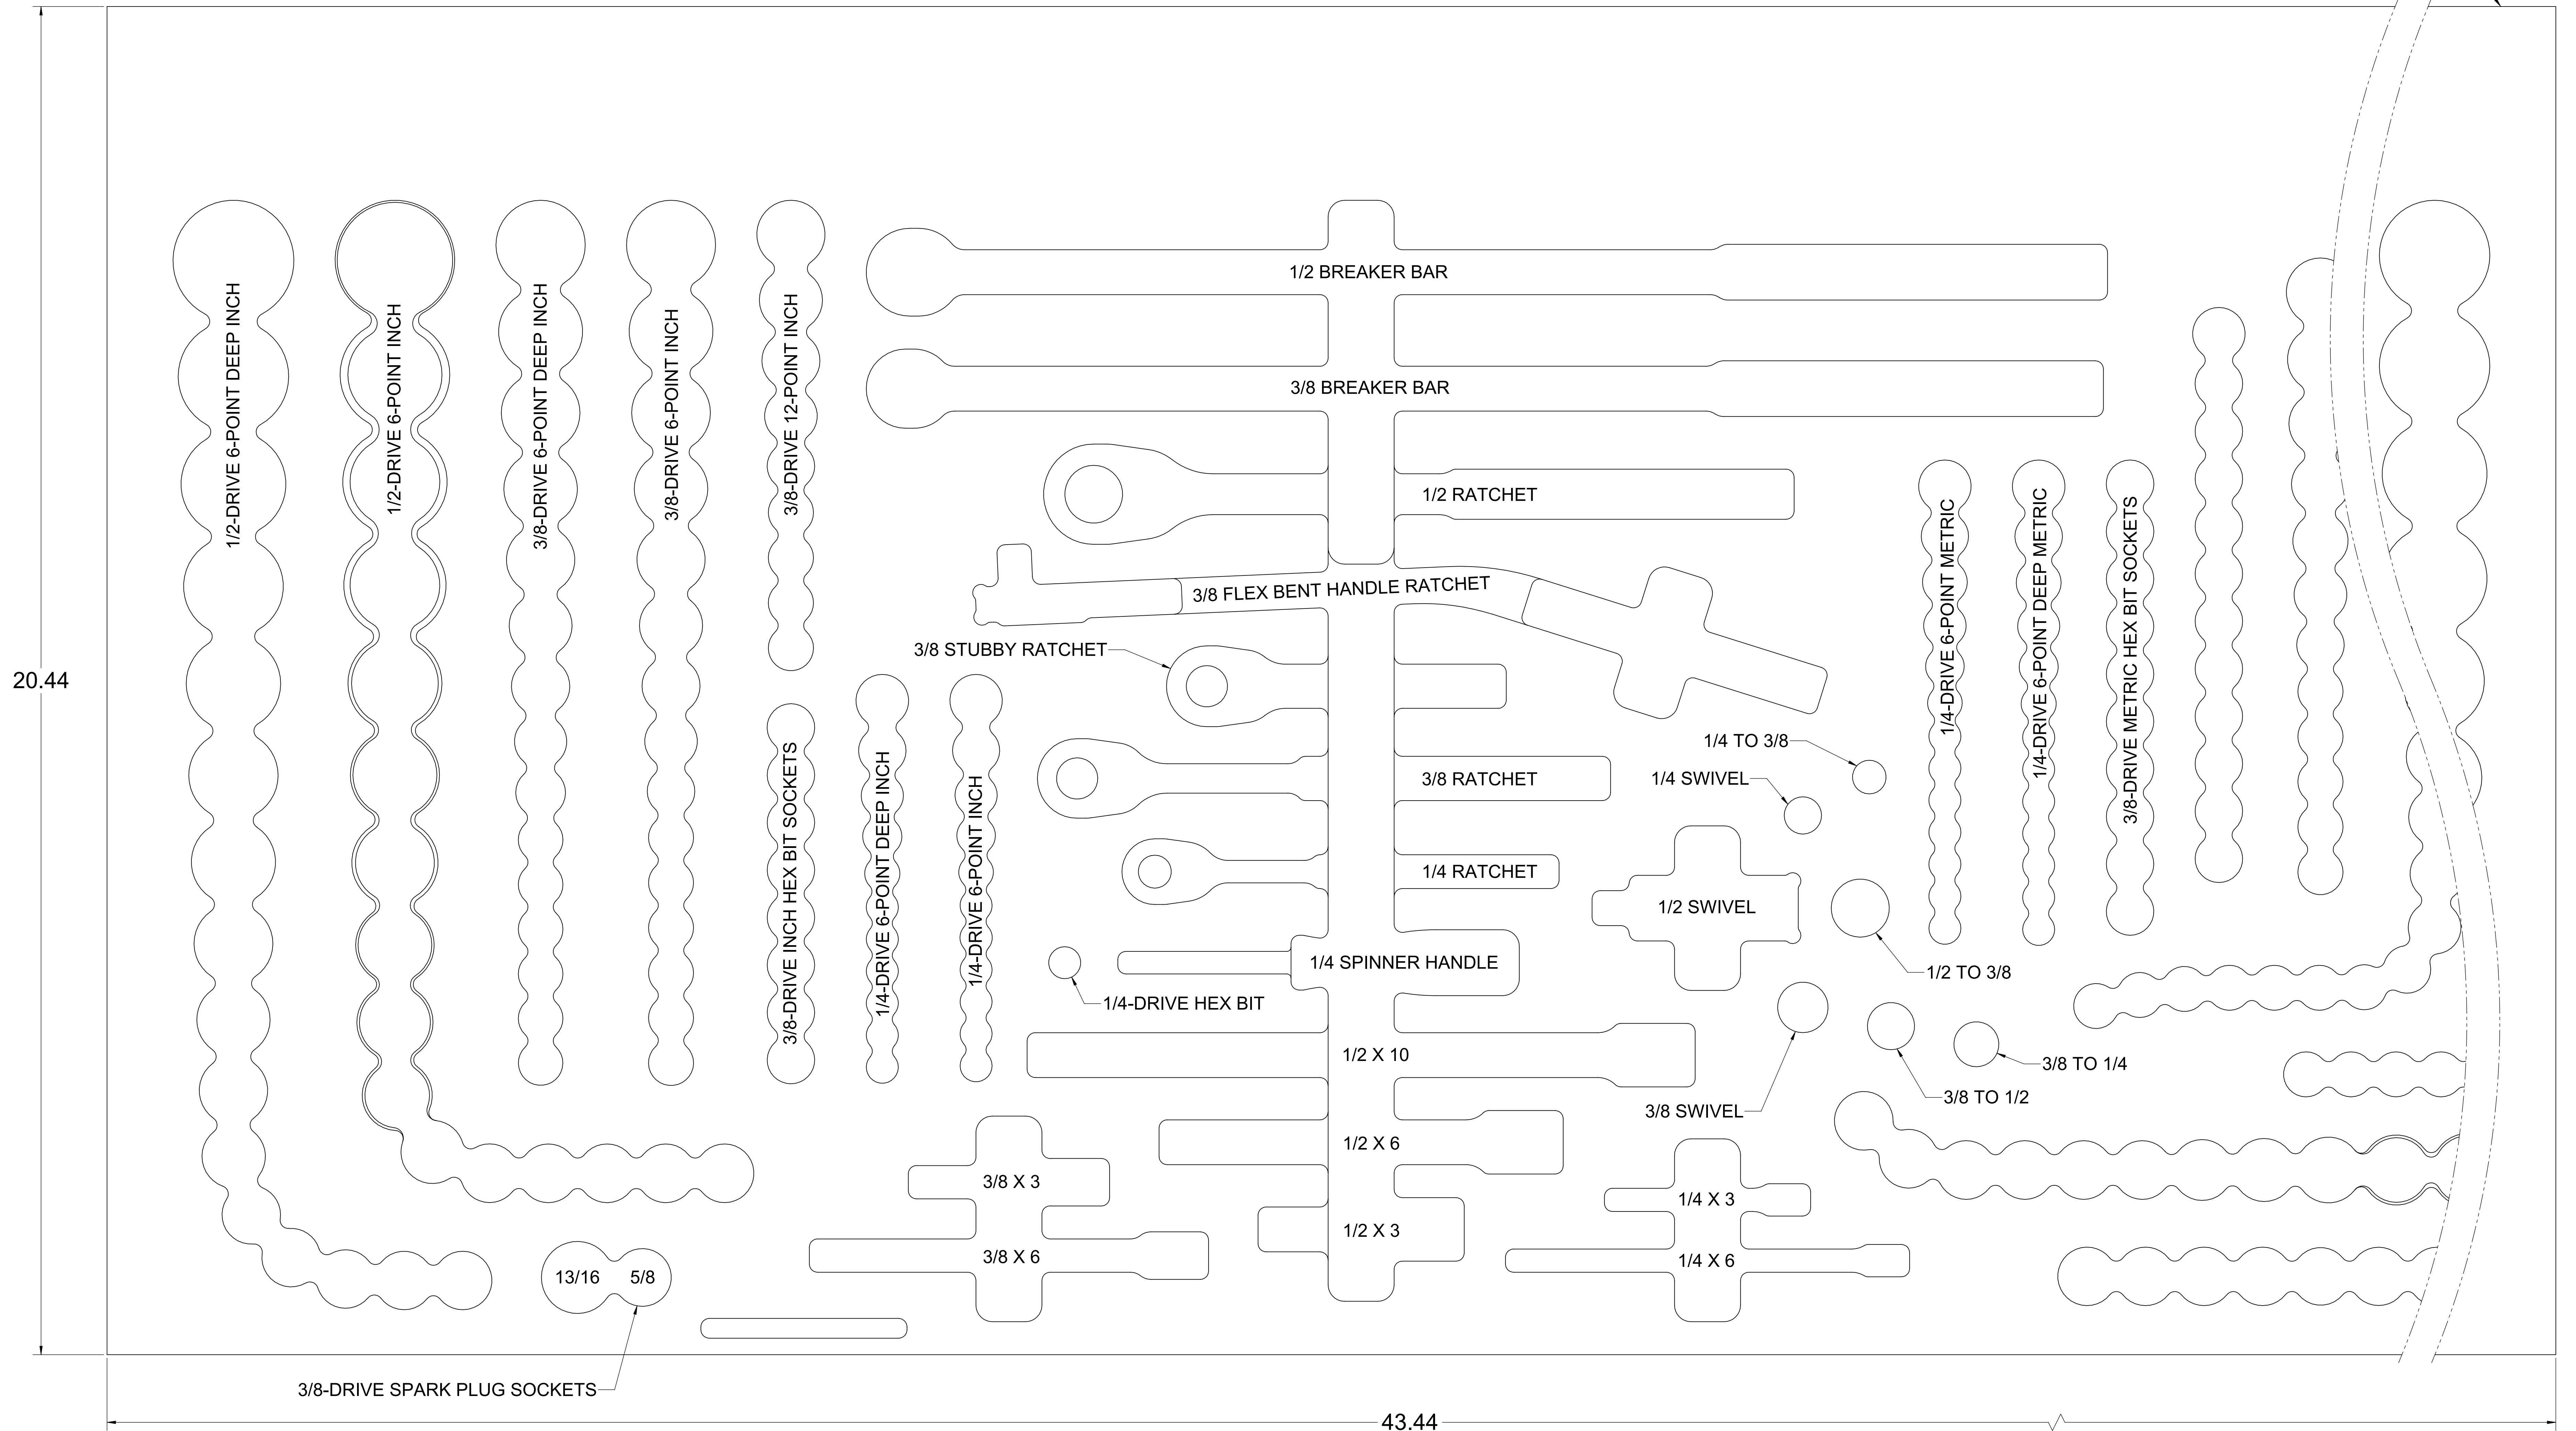 1/2-DRIVE 6-POINT DEEP INCH
1/2-DRIVE 6-POINT INCH
3/8-DRIVE 6-POINT DEEP INCH
3/8-DRIVE 6-POINT INCH
3/8-DRIVE 12-POINT INCH
1/2 BREAKER BAR
3/8 BREAKER BAR
1/2 RATCHET
3/8 FLEX BENT HANDLE RATCHET
3/8 STUBBY RATCHET
20.44
3/8-DRIVE INCH HEX BIT SOCKETS
1/4-DRIVE 6-POINT DEEP INCH
1/4-DRIVE 6-POINT INCH
3/8 RATCHET
1/4 RATCHET
1/4 SPINNER HANDLE
1/4-DRIVE HEX BIT
1/4 TO 3/8
1/4 SWIVEL
1/2 SWIVEL
1/2 TO 3/8
1/4-DRIVE 6-POINT METRIC
1/4-DRIVE 6-POINT DEEP METRIC
3/8-DRIVE METRIC HEX BIT SOCKETS
1/2 X 10
3/8 TO 1/4
3/8 TO 1/2
3/8 SWIVEL
1/2 X 6
3/8 X 3
1/4 X 3
1/2 X 3
3/8 X 6
1/4 X 6
13/16
5/8
3/8-DRIVE SPARK PLUG SOCKETS
43.44